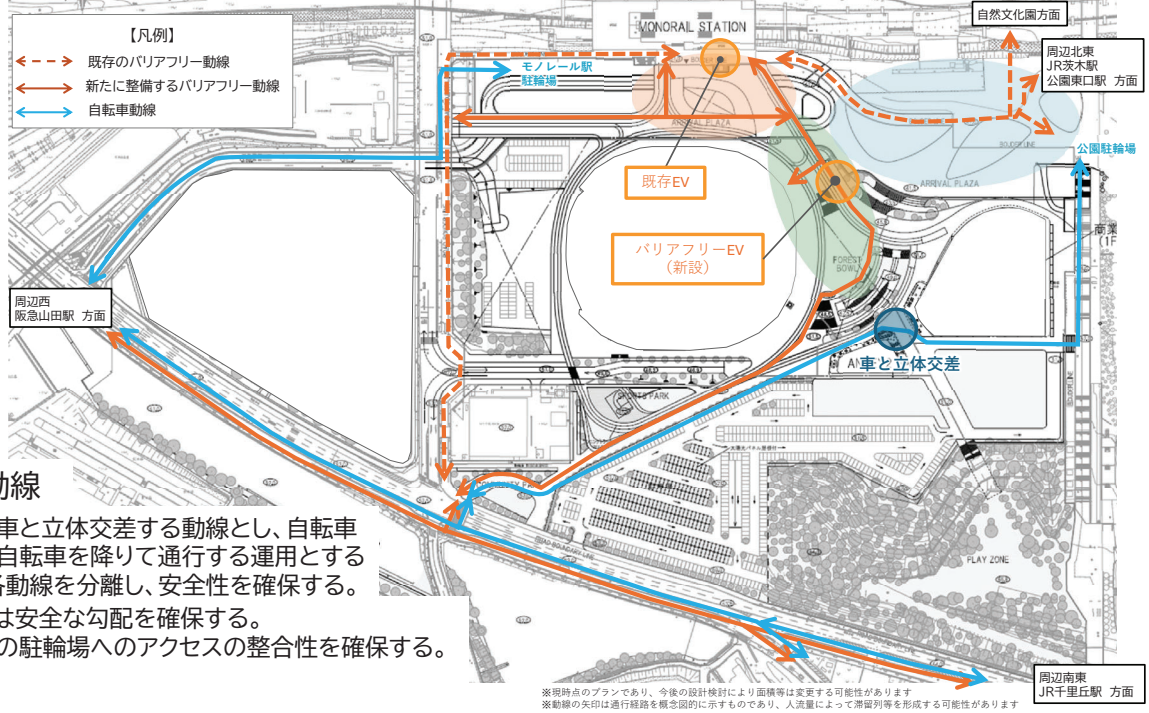 【凡例】
既存のバリアフリー動線
新たに整備するバリアフリー動線
自転車動線
MONORAIL STATION
自然文化園方面
周辺北東
JR茨木駅
公園東口駅 方面
モノレール駅
駐輪場
ARRIVAL PLAZA
公園駐輪場
ARRIVAL PLAZA
既存EV
バリアフリーEV
(新設)
FOREST
BOWL
商業
(1F
周辺西
阪急山田駅 方面
車と立体交差
SPORTS PARK
動線
車と立体交差する動線とし、自転車
自転車を降りて通行する運用とする
各動線を分離し、安全性を確保する。
は安全な勾配を確保する。
の駐輪場へのアクセスの整合性を確保する。
COMMUNITY PARK
ROAD BOUNDARY LINE
PLAY ZONE
周辺南東
JR千里丘駅 方面
※現時点のプランであり、今後の設計検討により面積等は変更する可能性があります
※動線の矢印は通行経路を概念図的に示すものであり、人流量によって滞留列等を形成する可能性があります